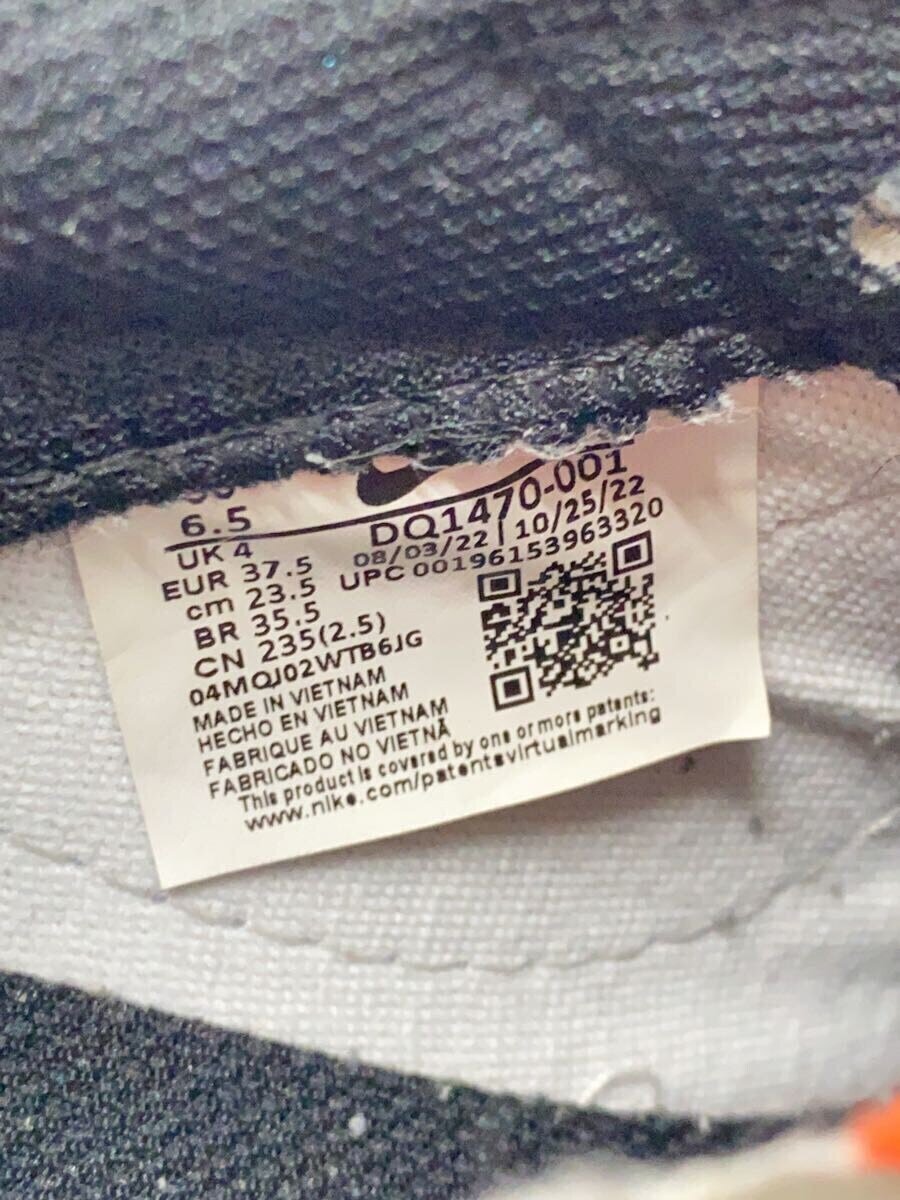 6.5
UK 4
EUR 37.5
cm 23.5
BR 35.5
CN 235(2.5)
DQ1470-001
08/03/22 | 10/25/22
UPC 00196153963320
04MQJ02WTB6JG
MADE IN VIETNAM
HECHO EN VIETNAM
FABRIQUE AU VIETNAM
FABRICADO NO VIETNÃ
This product is covered by one or more patents:
www.nike.com/patentsvirtualmarking